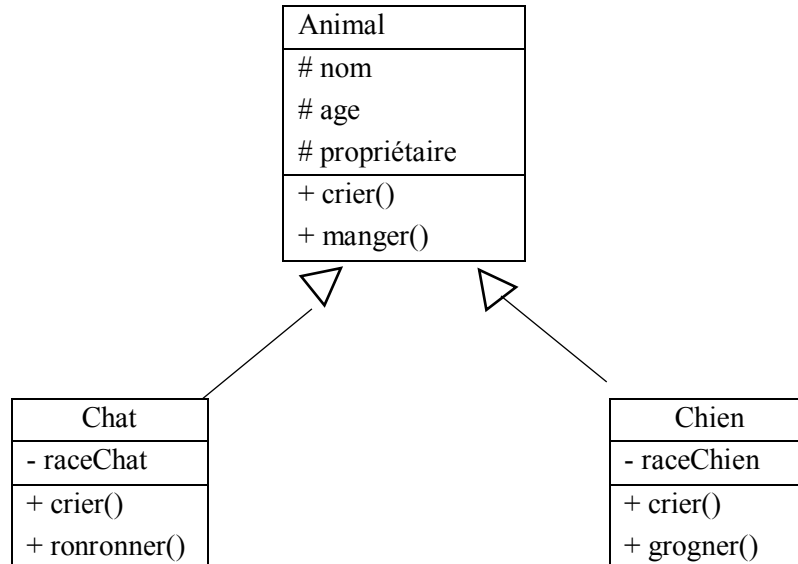 Animal
# nom
# age
# propriétaire
+ crier()
+ manger()
Chat
- raceChat
+ crier()
+ ronronner()
Chien
- raceChien
+ crier()
+ grogner()